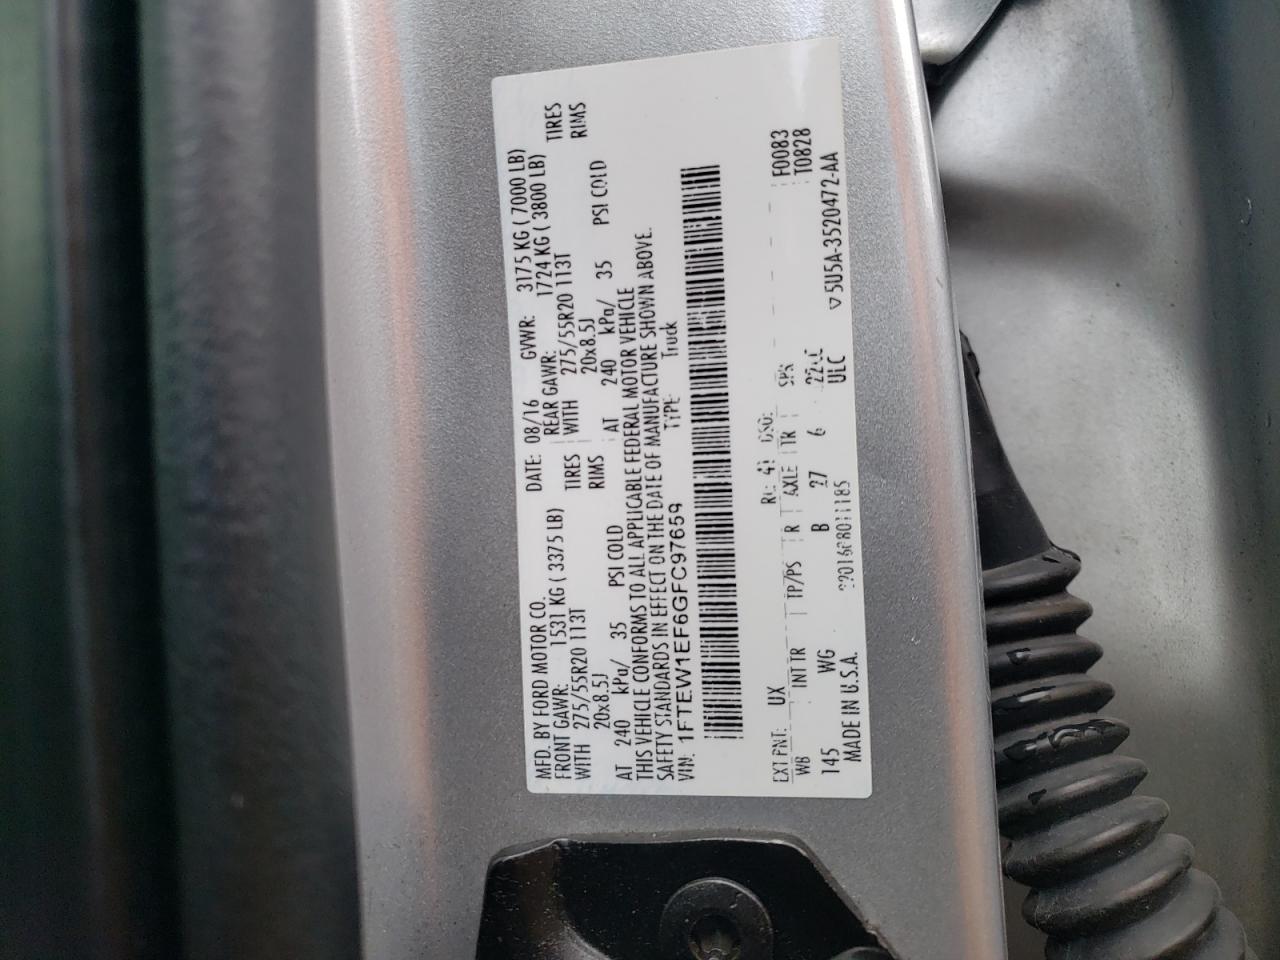 MFD. BY FORD MOTOR CO. DATE: 08/16 GVWR: 3175 KG ( 7000 LB)
FRONT GAWR: 1531 KG ( 3375 LB) REAR GAWR: 1724 KG ( 3800 LB)
WITH 275/55R20 113T TIRES WITH 275/55R20 113T TIRES
20x8.5J RIMS 20x8.5J RIMS
AT 240 kPa/ 35 PSI COLD AT 240 kPa/ 35 PSI COLD
THIS VEHICLE CONFORMS TO ALL APPLICABLE FEDERAL MOTOR VEHICLE
SAFETY STANDARDS IN EFFECT ON THE DATE OF MANUFACTURE SHOWN ABOVE.
VIN: 1FTEW1EF6GFC97659 TYPE: Truck
EXT PNT: UX RC: 41 DSO: F0083
WB INT TR TP/PS R AXLE TR SPR T0828
145 WG B 27 6
MADE IN U.S.A. ULC 5U5A-3520472-AA